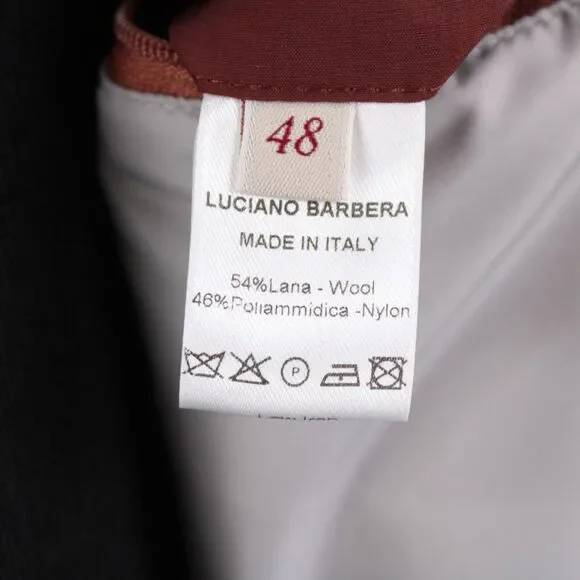 48
LUCIANO BARBERA
MADE IN ITALY
54%Lana - Wool
46%Poliammidica -Nylon
P